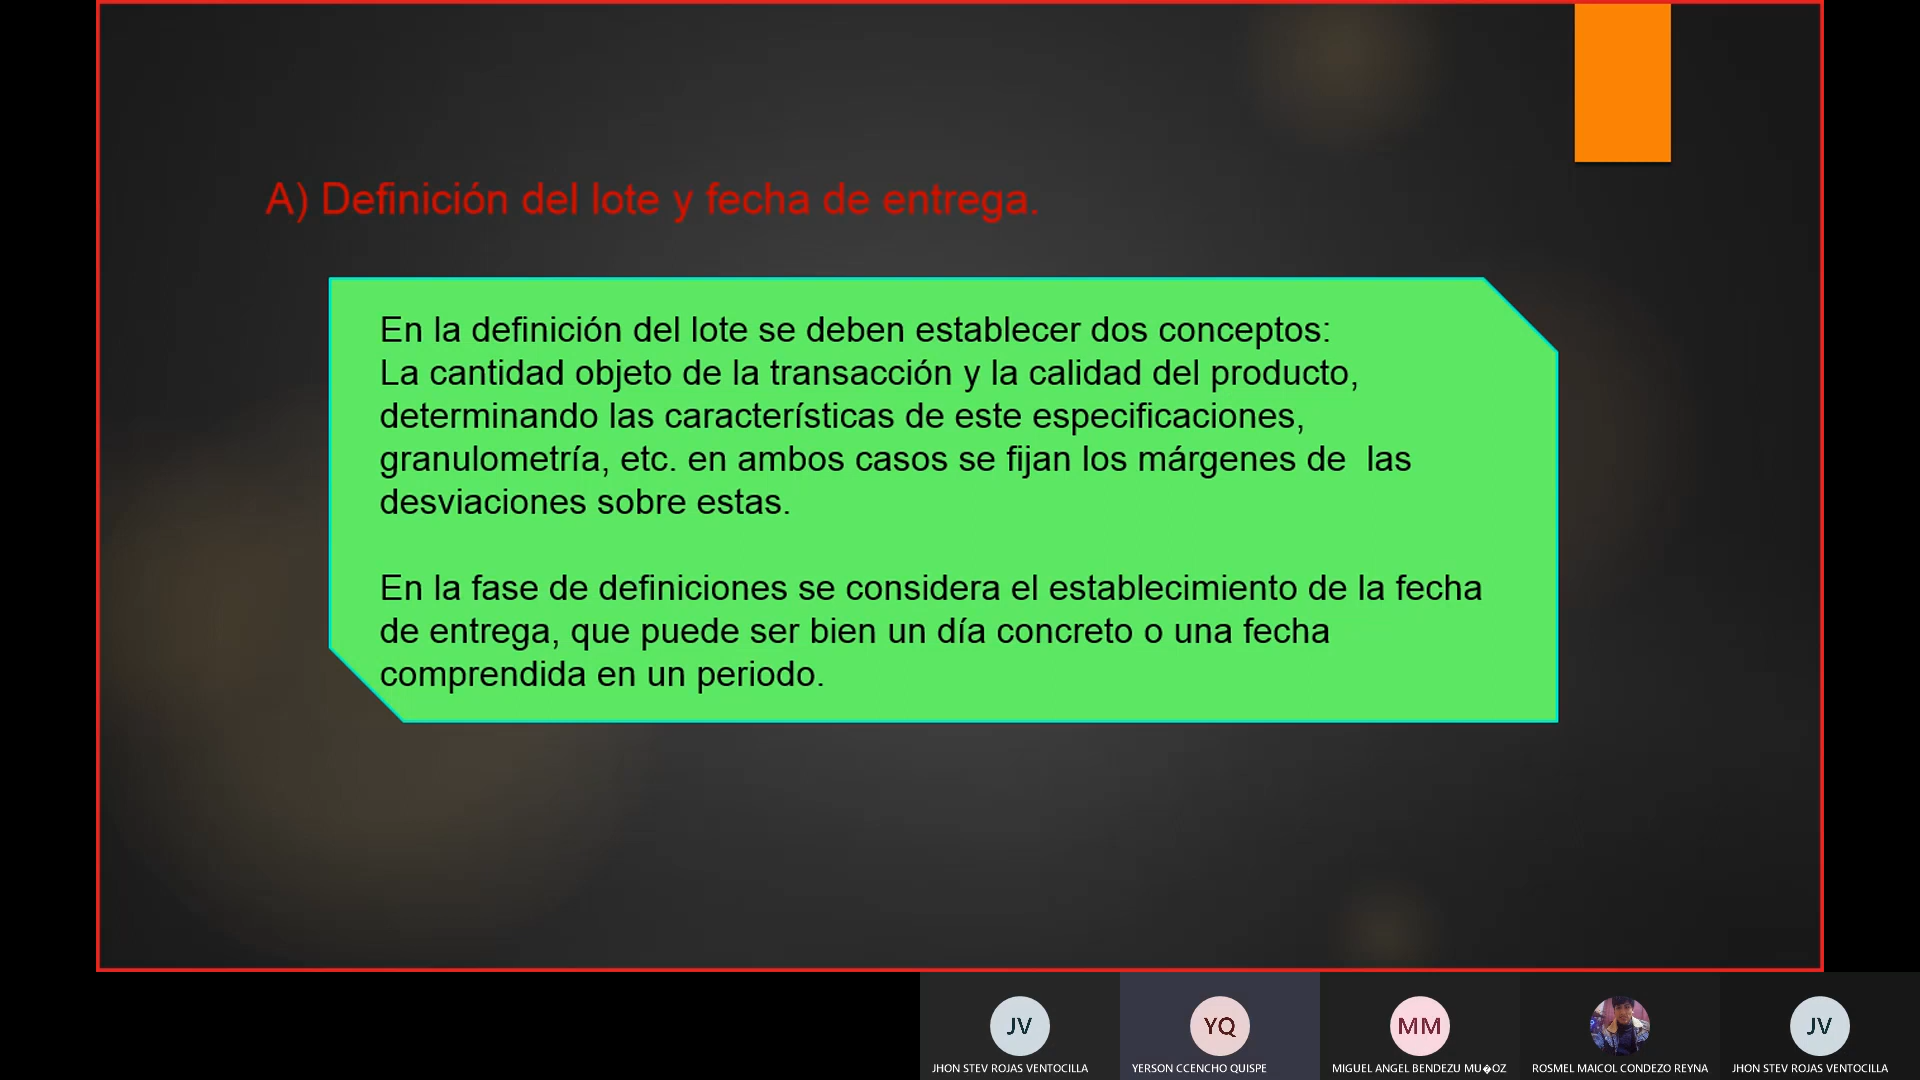 A) Definición del lote y fecha de entrega.
En la definición del lote se deben establecer dos conceptos:
La cantidad objeto de la transacción y la calidad del producto,
determinando las características de este especificaciones,
granulometría, etc. en ambos casos se fijan los márgenes de  las
desviaciones sobre estas.
En la fase de definiciones se considera el establecimiento de la fecha
de entrega, que puede ser bien un día concreto o una fecha
comprendida en un periodo.
JV
YQ
MM
JV
JHON STEV ROJAS VENTOCILLA
YERSON CCENCHO QUISPE
MIGUEL ANGEL BENDEZU MU�OZ
ROSMEL MAICOL CONDEZO REYNA
JHON STEV ROJAS VENTOCILLA